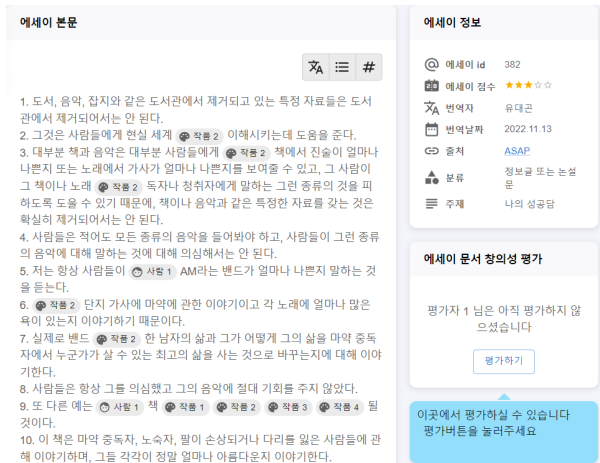 에세이 본문
1. 도서, 음악, 잡지와 같은 도서관에서 제거되고 있는 특정 자료들은 도서
관에서 제거되어서는 안 된다.
2. 그것은 사람들에게 현실 세계 작품 2 이해시키는데 도움을 준다.
3. 대부분 책과 음악은 대부분 사람들에게 작품 2 책에서 진술이 얼마나
나쁜지 또는 노래에서 가사가 얼마나 나쁜지를 보여줄 수 있고, 그 사람이
그 책이나 노래 작품 2 독자나 청취자에게 말하는 그런 종류의 것을 피
하도록 도울 수 있기 때문에, 책이나 음악과 같은 특정한 자료를 갖는 것은
확실히 제거되어서는 안 된다.
4. 사람들은 적어도 모든 종류의 음악을 들어봐야 하고, 사람들이 그런 종류
의 음악에 대해 말하는 것에 대해 의심해서는 안 된다.
5. 저는 항상 사람들이 사람 1 AM라는 밴드가 얼마나 나쁜지 말하는 것
을 듣는다.
6. 작품 2 단지 가사에 마약에 관한 이야기이고 각 노래에 얼마나 많은
욕이 있는지 이야기하기 때문이다.
7. 실제로 밴드 작품 2 한 남자의 삶과 그가 어떻게 그의 삶을 마약 중독
자에서 누군가가 살 수 있는 최고의 삶을 사는 것으로 바꾸는지에 대해 이야
기한다.
8. 사람들은 항상 그를 의심했고 그의 음악에 절대 기회를 주지 않았다.
9. 또 다른 예는 사람 1 책 작품 1 작품 2 작품 3 작품 4 될
것이다.
10. 이 책은 마약 중독자, 노숙자, 팔이 손상되거나 다리를 잃은 사람들에 관
해 이야기하며, 그들 각각이 정말 얼마나 아름다운지 이야기한다.
에세이 정보
에세이 id 382
에세이 점수
번역자 유대곤
번역날짜 2022.11.13
출처 ASAP
분류 정보글 또는 논설
문
주제 나의 성공담
에세이 문서 창의성 평가
평가자 1 님은 아직 평가하지 않
으셨습니다
평가하기
이곳에서 평가하실 수 있습니다
평가버튼을 눌러주세요